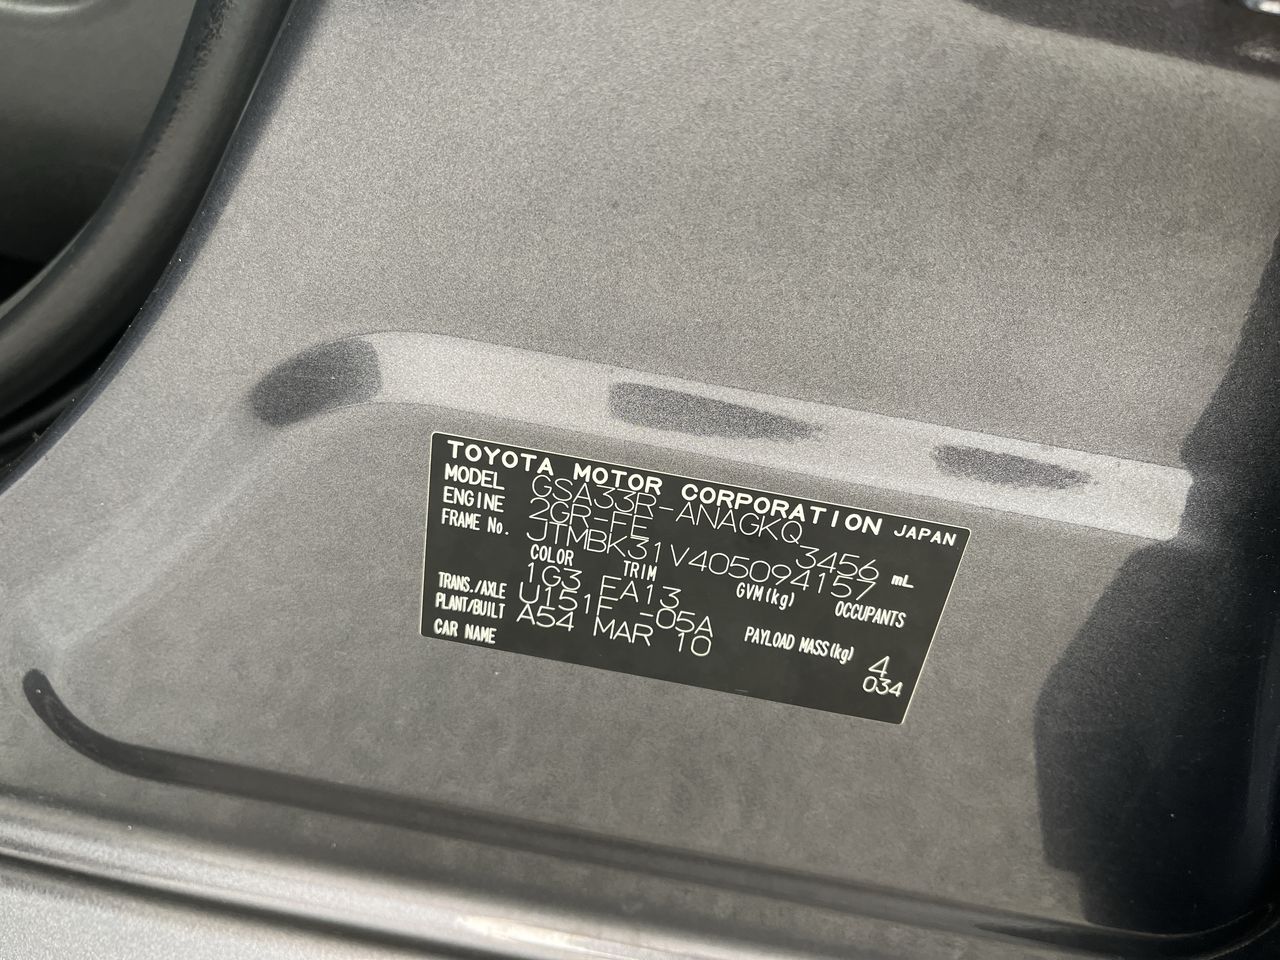 TOYOTA MOTOR CORPORATION JAPAN
MODEL GSA33R-ANAGKQ
ENGINE 2GR-FE 3456 mL
FRAME No. JTMBK31V405094157
COLOR TRIM GVM(kg) OCCUPANTS
1G3 EA13
TRANS./AXLE U151F -05A PAYLOAD MASS(kg) 4
PLANT/BUILT A54 MAR 10 034
CAR NAME